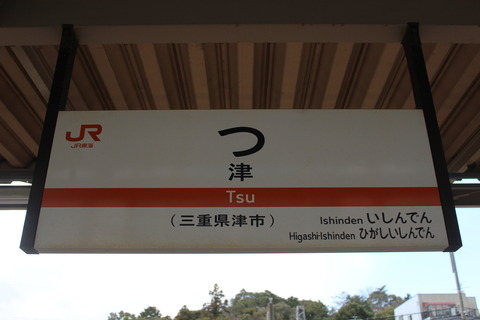 JR
JR東海
つ
津
Tsu
(三重県津市)
Ishinden いしんでん
Higashi-Ishinden ひがしいしんでん